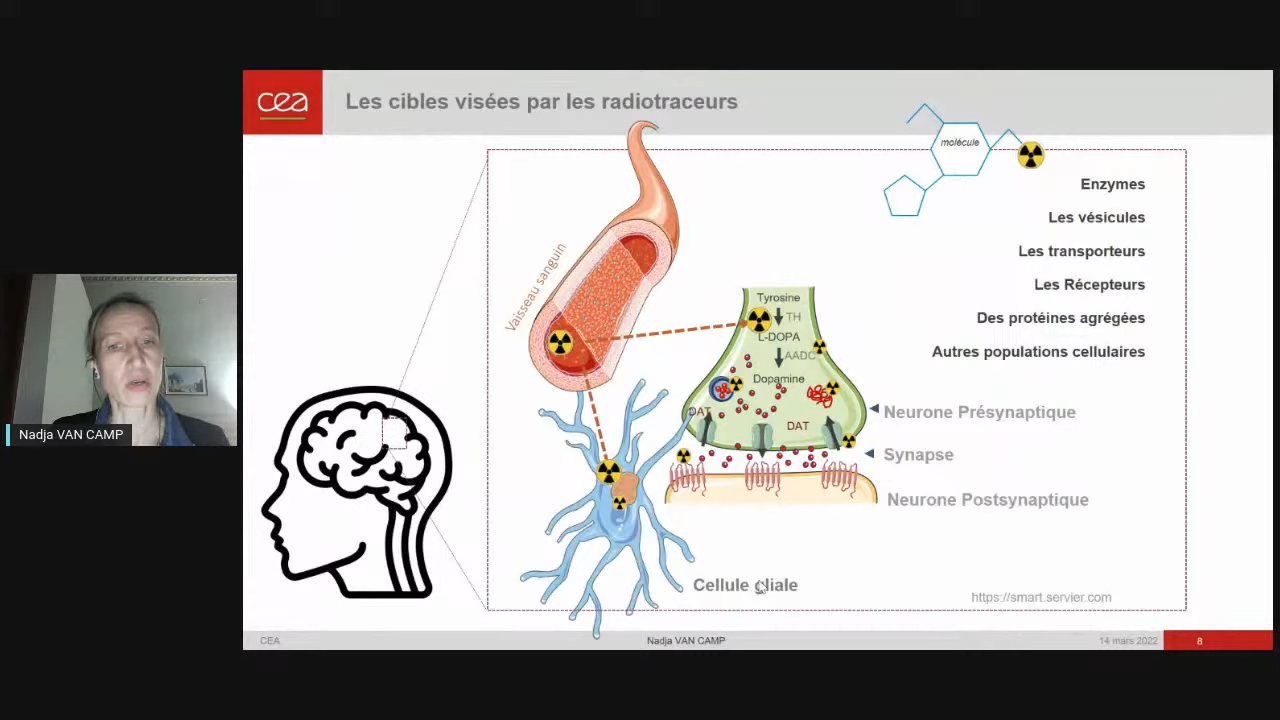 cea
Les cibles visées par les radiotraceurs
molécule
Enzymes
Les vésicules
Les transporteurs
Les Récepteurs
Des protéines agrégées
Autres populations cellulaires
Vaisseau sanguin
Tyrosine
TH
L-DOPA
AADC
Dopamine
DAT
DAT
Neurone Présynaptique
Synapse
Neurone Postsynaptique
Cellule gliale
https://smart.servier.com
Nadja VAN CAMP
CEA
Nadja VAN CAMP
14 mars 2022
8